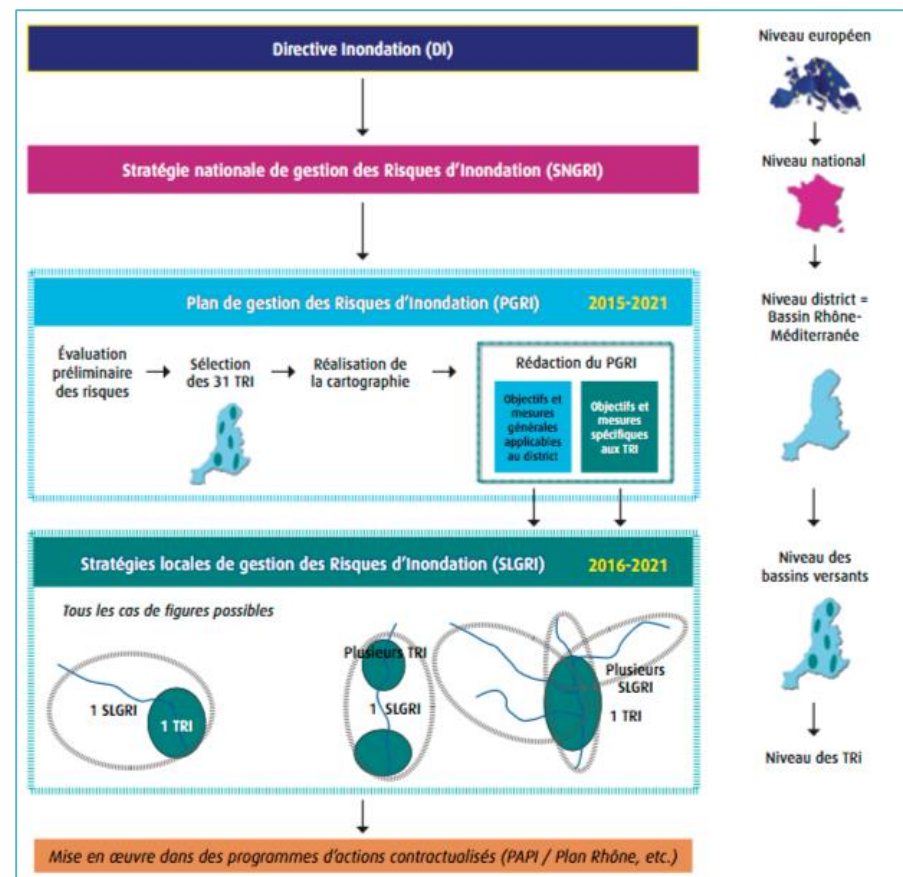 Directive Inondation (DI)
Niveau européen
Stratégie nationale de gestion des Risques d'Inondation (SNGRI)
Niveau national
Plan de gestion des Risques d'Inondation (PGRI)
2015-2021
Niveau district =
Bassin Rhône-
Méditerranée
Évaluation
préliminaire
des risques
Sélection
des 31 TRI
Réalisation de
la cartographie
Rédaction du PGRI
Objectifs et
mesures
générales
applicables
au district
Objectifs et
mesures
spécifiques
aux TRI
Stratégies locales de gestion des Risques d'Inondation (SLGRI)
2016-2021
Niveau des
bassins versants
Tous les cas de figures possibles
1 SLGRI
1 TRI
Plusieurs TRI
1 SLGRI
Plusieurs
SLGRI
1 TRI
Niveau des TRi
Mise en œuvre dans des programmes d'actions contractualisés (PAPI / Plan Rhône, etc.)